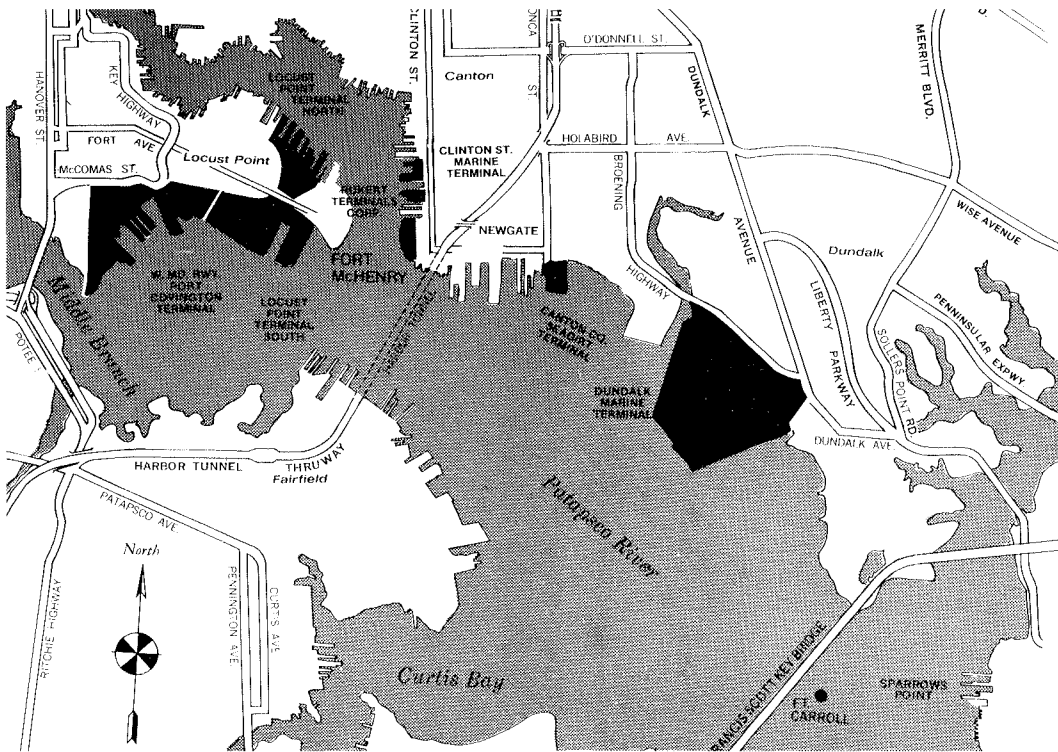 HANOVER ST.
KEY
HIGHWAY
FORT
AVE
McCOMAS ST.
Locust Point
LOCUST
POINT
TERMINAL
NORTH
CLINTON ST.
Canton
ST.
O'DONNELL ST.
DUNDALK
AVENUE
MERRITT BLVD.
HOLABIRD
AVE.
BROENING
HIGHWAY
CLINTON ST.
MARINE
TERMINAL
RUKERT
TERMINALS
CORP.
NEWGATE
FORT
McHENRY
W. MD. RWY
PORT
COVINGTON
TERMINAL
LOCUST
POINT
TERMINAL
SOUTH
Middle Branch
CANTON CO.
SEAGIRT
TERMINAL
DUNDALK
MARINE
TERMINAL
Dundalk
WISE AVENUE
LIBERTY
PARKWAY
SOLLERS POINT RD.
PENNINSULAR EXPWY
DUNDALK AVE.
HARBOR TUNNEL
THRUWAY
Fairfield
PATAPSCO AVE.
North
RITCHIE HIGHWAY
PENNINGTON AVE.
CURTIS AVE
Patapsco River
Curtis Bay
SCOTT KEY BRIDGE
FT.
CARROLL
SPARROWS
POINT